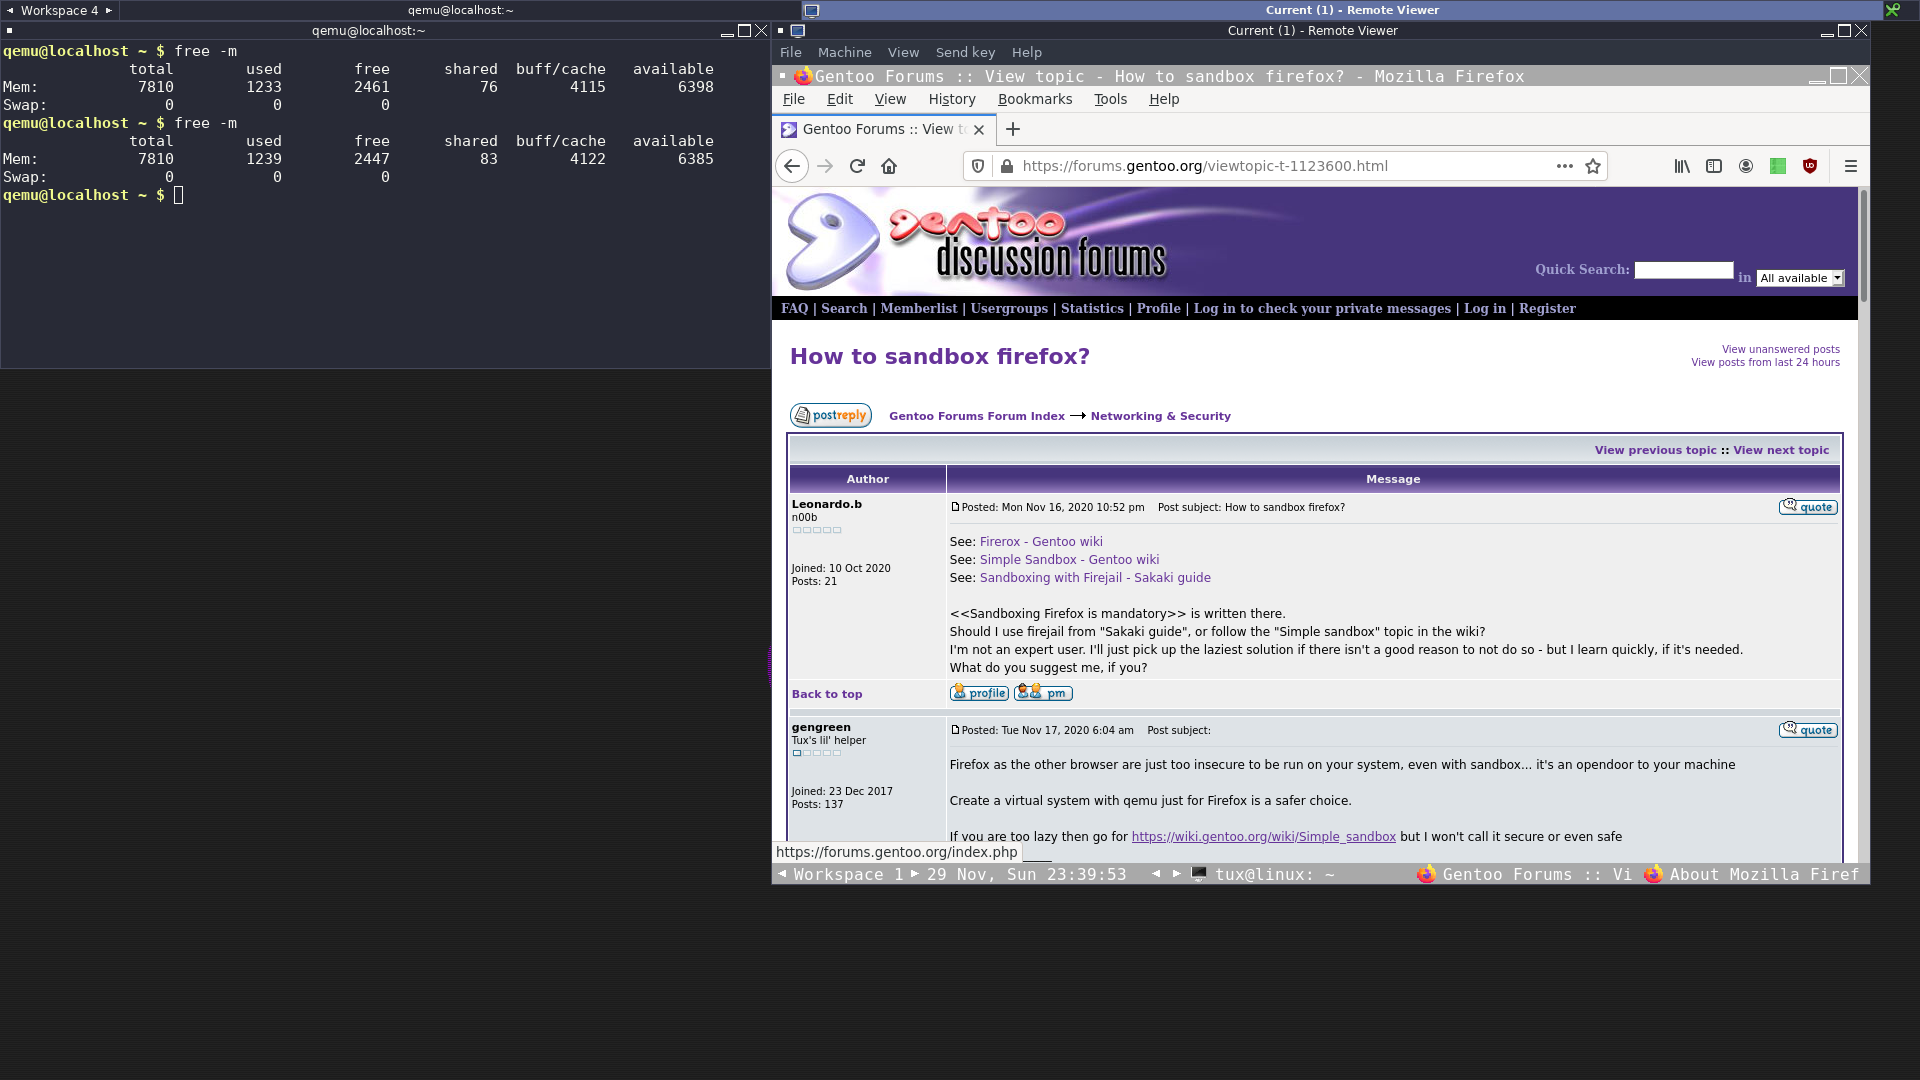 Workspace 4
qemu@localhost:~
Current (1) - Remote Viewer
qemu@localhost:~
qemu@localhost ~ $ free -m
total used free shared buff/cache available
Mem: 7810 1233 2461 76 4115 6398
Swap: 0 0 0
qemu@localhost ~ $ free -m
total used free shared buff/cache available
Mem: 7810 1239 2447 83 4122 6385
Swap: 0 0 0
qemu@localhost ~ $
Current (1) - Remote Viewer
File Machine View Send key Help
Gentoo Forums :: View topic - How to sandbox firefox? - Mozilla Firefox
File Edit View History Bookmarks Tools Help
Gentoo Forums :: View t
https://forums.gentoo.org/viewtopic-t-1123600.html
gentoo
discussion forums
Quick Search: in All available
FAQ | Search | Memberlist | Usergroups | Statistics | Profile | Log in to check your private messages | Log in | Register
How to sandbox firefox?
View unanswered posts
View posts from last 24 hours
postreply
Gentoo Forums Forum Index → Networking & Security
View previous topic :: View next topic
Author Message
Leonardo.b
n00b
Joined: 10 Oct 2020
Posts: 21
Posted: Mon Nov 16, 2020 10:52 pm Post subject: How to sandbox firefox?
quote
See: Firerox - Gentoo wiki
See: Simple Sandbox - Gentoo wiki
See: Sandboxing with Firejail - Sakaki guide
<<Sandboxing Firefox is mandatory>> is written there.
Should I use firejail from "Sakaki guide", or follow the "Simple sandbox" topic in the wiki?
I'm not an expert user. I'll just pick up the laziest solution if there isn't a good reason to not do so - but I learn quickly, if it's needed.
What do you suggest me, if you?
Back to top
profile pm
gengreen
Tux's lil' helper
Joined: 23 Dec 2017
Posts: 137
Posted: Tue Nov 17, 2020 6:04 am Post subject:
quote
Firefox as the other browser are just too insecure to be run on your system, even with sandbox... it's an opendoor to your machine
Create a virtual system with qemu just for Firefox is a safer choice.
If you are too lazy then go for https://wiki.gentoo.org/wiki/Simple_sandbox but I won't call it secure or even safe
https://forums.gentoo.org/index.php
Workspace 1 29 Nov, Sun 23:39:53 tux@linux: ~ Gentoo Forums :: Vi About Mozilla Firef